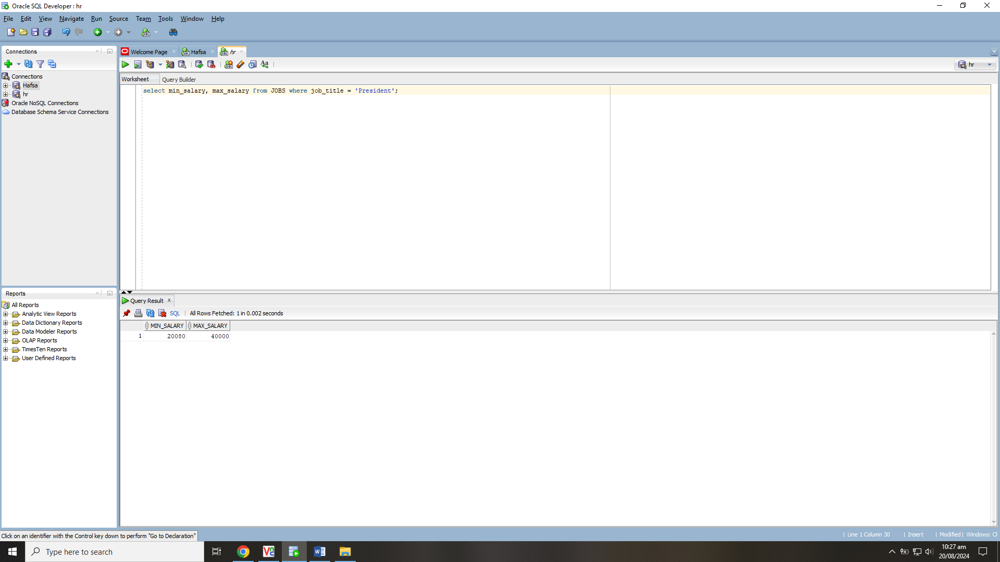 Oracle SQL Developer : hr
File Edit View Navigate Run Source Team Tools Window Help
Connections
Welcome Page Hafsa hr
hr
Worksheet Query Builder
Connections
Hafsa
hr
Oracle NoSQL Connections
Database Schema Service Connections
select min_salary, max_salary from JOBS where job_title = 'President';
Reports
All Reports
Analytic View Reports
Data Dictionary Reports
Data Modeler Reports
OLAP Reports
TimesTen Reports
User Defined Reports
Query Result
SQL All Rows Fetched: 1 in 0.002 seconds
MIN_SALARY MAX_SALARY
1 20080 40000
Click on an identifier with the Control key down to perform "Go to Declaration"
Line 1 Column 30 Insert Modified Windows: CF
Type here to search
10:27 am
20/08/2024